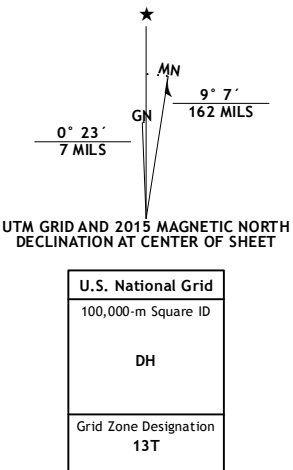 ★
MN
GN
9° 7´
162 MILS
0° 23´
7 MILS
UTM GRID AND 2015 MAGNETIC NORTH
DECLINATION AT CENTER OF SHEET
U.S. National Grid
100,000-m Square ID
DH
Grid Zone Designation
13T